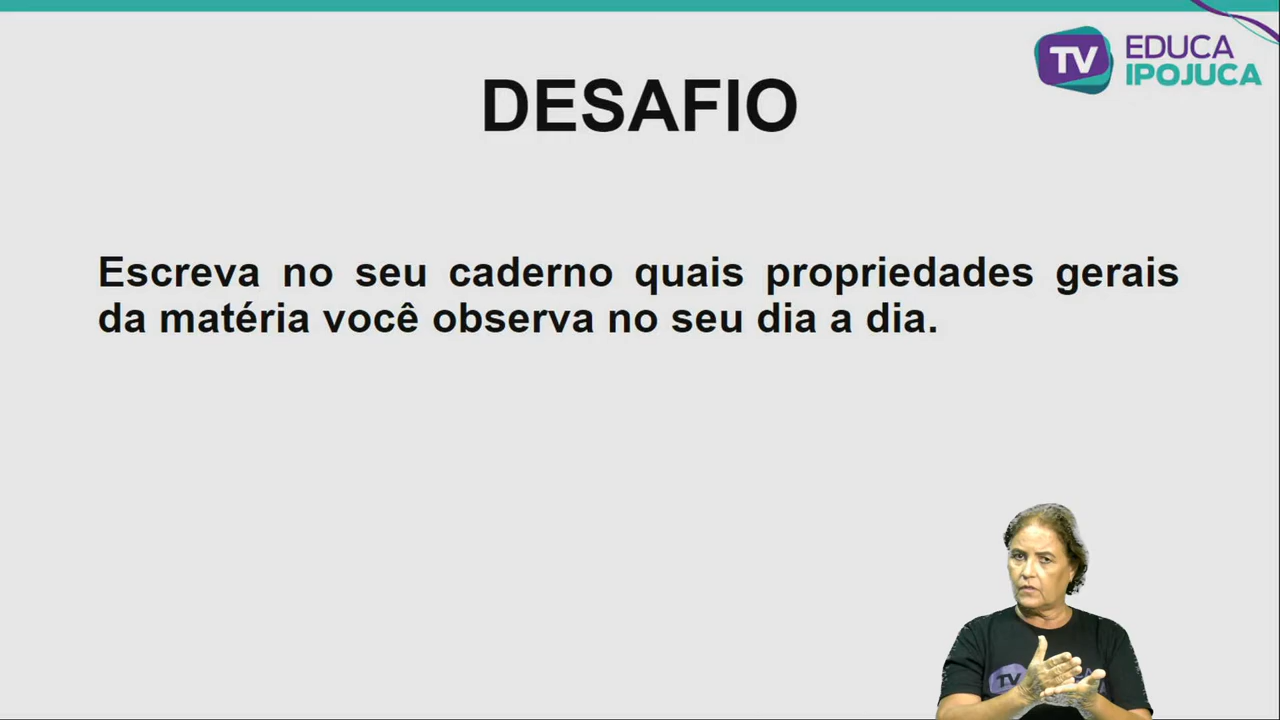 TV EDUCA
IPOJUCA
DESAFIO
Escreva no seu caderno quais propriedades gerais
da matéria você observa no seu dia a dia.
TV